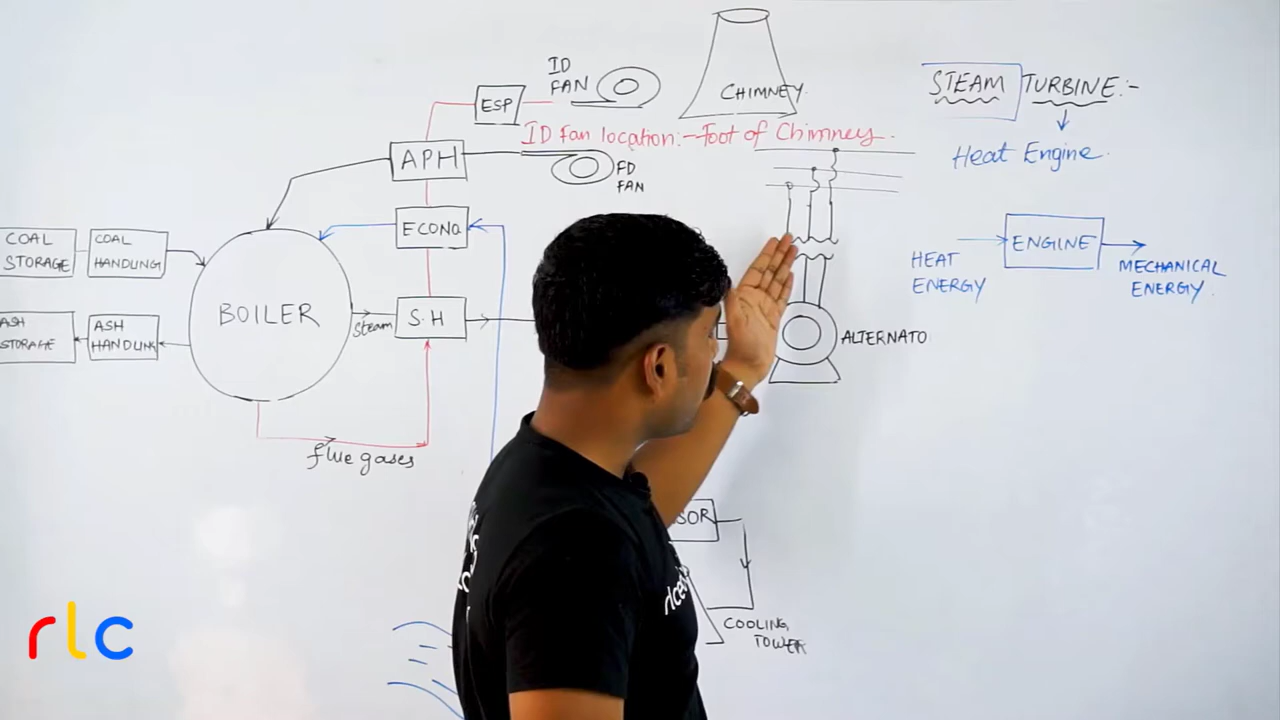 ID
FAN
ESP
CHIMNEY.
ID Fan location:- Foot of Chimney.
APH
FD
FAN
ECONO
COAL
STORAGE
COAL
HANDLING
BOILER
ASH
STORAGE
ASH
HANDLING
steam
S.H
flue gases
ALTERNATO
SOR
COOLING
TOWER
STEAM TURBINE:-
Heat Engine.
HEAT
ENERGY
ENGINE
MECHANICAL
ENERGY.
rlc